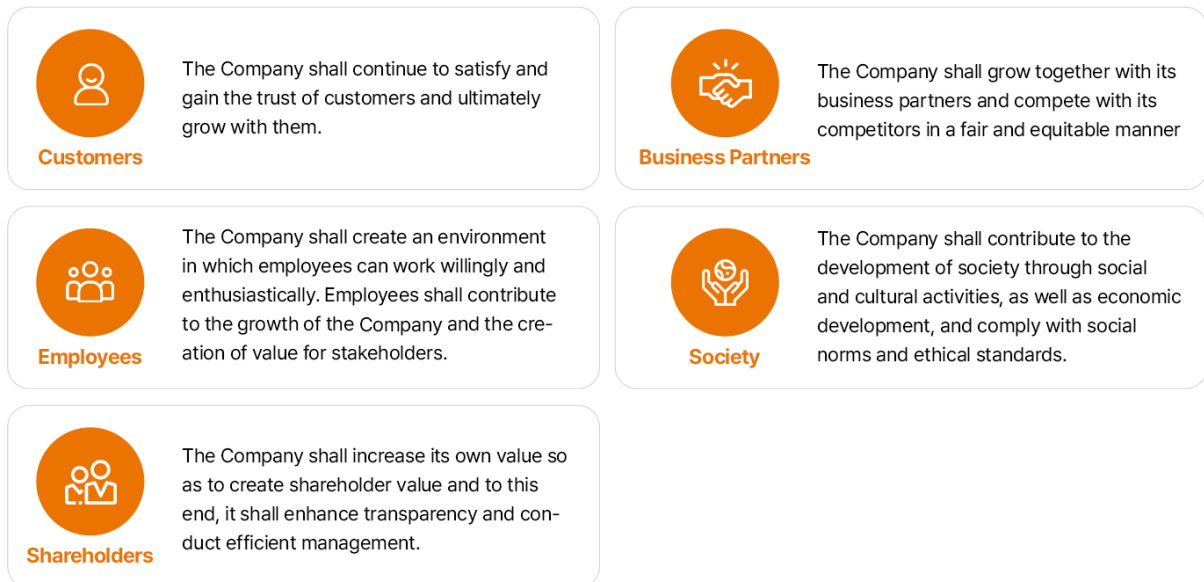 The Company shall continue to satisfy and
gain the trust of customers and ultimately
grow with them.
Customers
The Company shall grow together with its
business partners and compete with its
competitors in a fair and equitable manner
Business Partners
The Company shall create an environment
in which employees can work willingly and
enthusiastically. Employees shall contribute
to the growth of the Company and the cre-
ation of value for stakeholders.
Employees
The Company shall contribute to the
development of society through social
and cultural activities, as well as economic
development, and comply with social
norms and ethical standards.
Society
The Company shall increase its own value so
as to create shareholder value and to this
end, it shall enhance transparency and con-
duct efficient management.
Shareholders